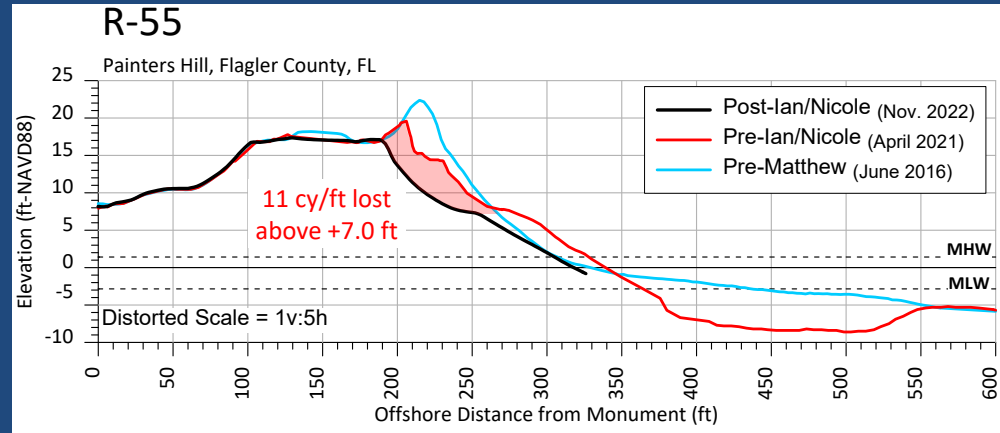 R-55
Painters Hill, Flagler County, FL
Elevation (ft-NAVD88)
25
20
15
10
5
0
-5
-10
Post-Ian/Nicole (Nov. 2022)
Pre-Ian/Nicole (April 2021)
Pre-Matthew (June 2016)
11 cy/ft lost
above +7.0 ft
MHW
MLW
Distorted Scale = 1v:5h
0
50
100
150
200
250
300
350
400
450
500
550
600
Offshore Distance from Monument (ft)